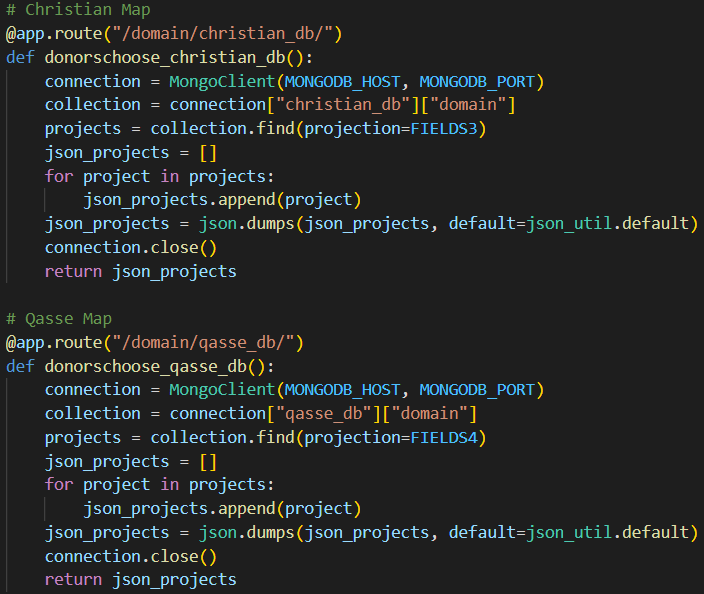 # Christian Map
@app.route("/domain/christian_db/")
def donorschoose_christian_db():
    connection = MongoClient(MONGODB_HOST, MONGODB_PORT)
    collection = connection["christian_db"]["domain"]
    projects = collection.find(projection=FIELDS3)
    json_projects = []
    for project in projects:
        json_projects.append(project)
    json_projects = json.dumps(json_projects, default=json_util.default)
    connection.close()
    return json_projects

# Qasse Map
@app.route("/domain/qasse_db/")
def donorschoose_qasse_db():
    connection = MongoClient(MONGODB_HOST, MONGODB_PORT)
    collection = connection["qasse_db"]["domain"]
    projects = collection.find(projection=FIELDS4)
    json_projects = []
    for project in projects:
        json_projects.append(project)
    json_projects = json.dumps(json_projects, default=json_util.default)
    connection.close()
    return json_projects